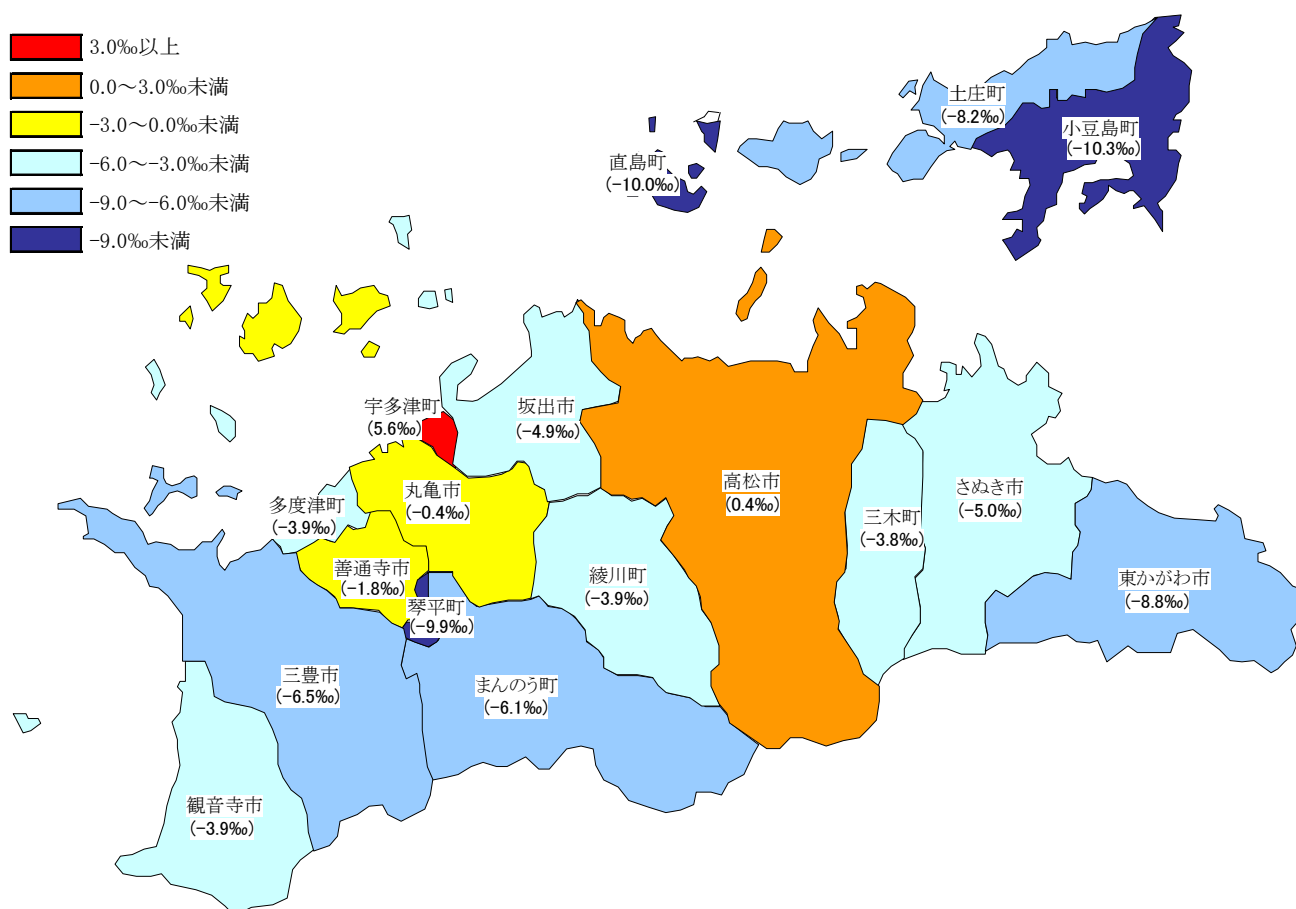 3.0‰以上
0.0～3.0‰未満
-3.0～0.0‰未満
-6.0～-3.0‰未満
-9.0～-6.0‰未満
-9.0‰未満
土庄町
(-8.2‰)
小豆島町
(-10.3‰)
直島町
(-10.0‰)
宇多津町
(5.6‰)
坂出市
(-4.9‰)
高松市
(0.4‰)
丸亀市
(-0.4‰)
多度津町
(-3.9‰)
さぬき市
(-5.0‰)
三木町
(-3.8‰)
善通寺市
(-1.8‰)
綾川町
(-3.9‰)
東かがわ市
(-8.8‰)
琴平町
(-9.9‰)
三豊市
(-6.5‰)
まんのう町
(-6.1‰)
観音寺市
(-3.9‰)